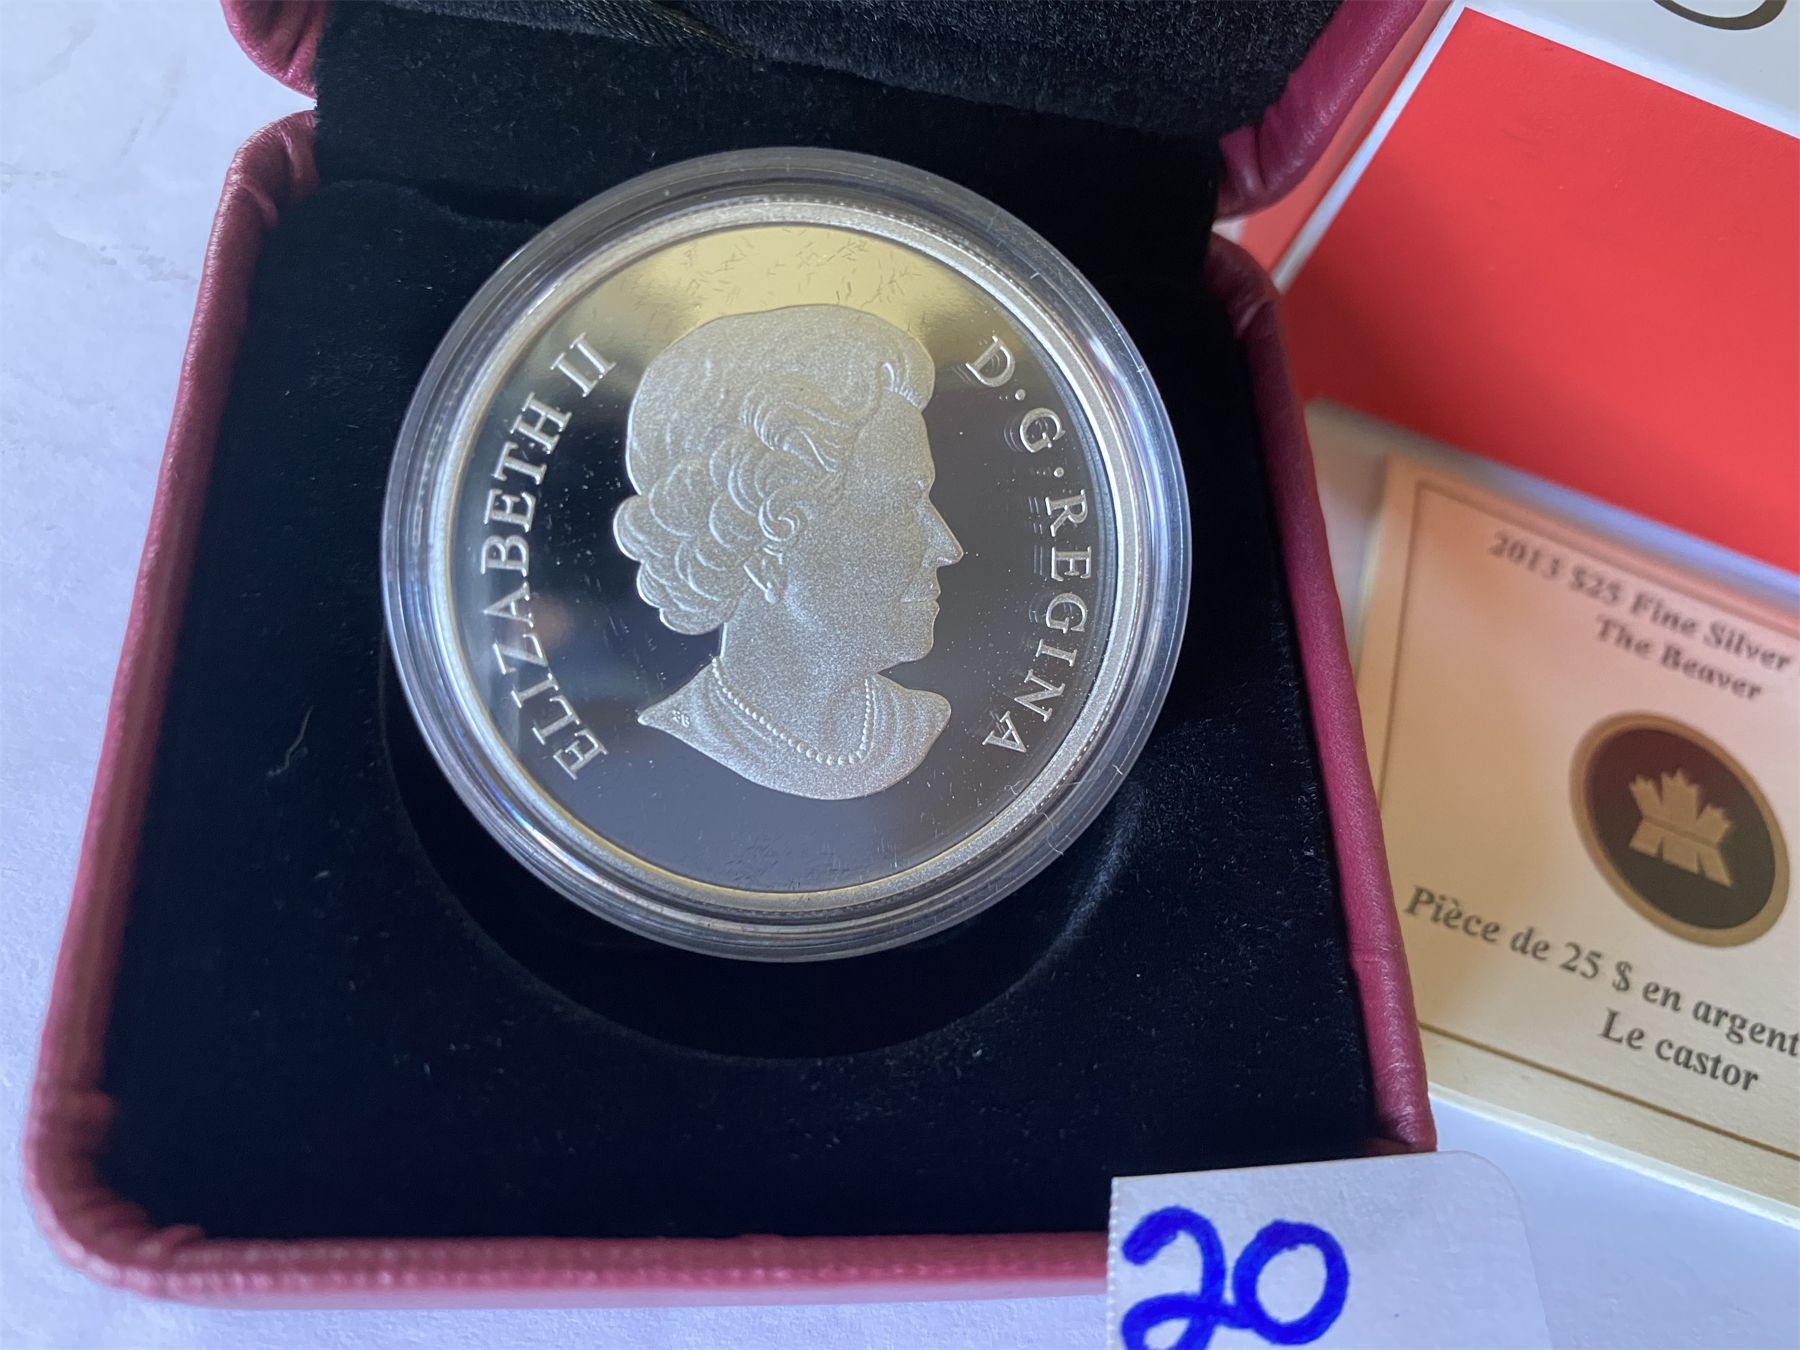 ELIZABETH II
D·G·REGINA
2013 $25 Fine Silver
The Beaver
Pièce de 25 $ en argent
Le castor
20